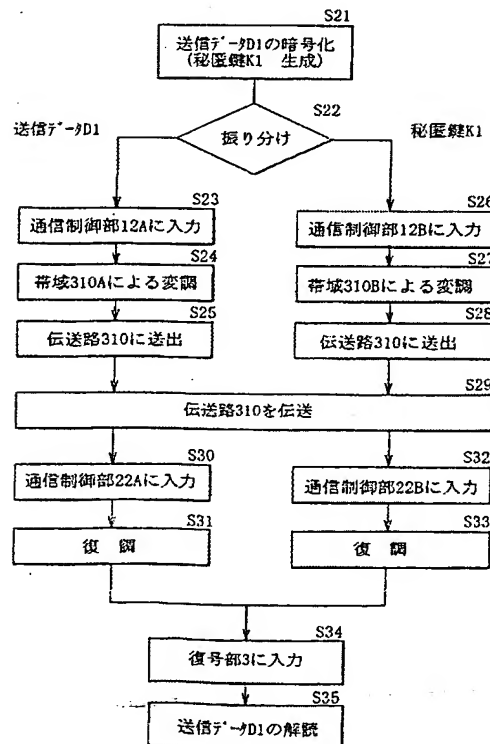 S21
送信ﾃﾞｰﾀD1の暗号化
(秘匿鍵K1 生成)
S22
振り分け
送信ﾃﾞｰﾀD1
秘匿鍵K1
S23
通信制御部12Aに入力
S24
帯域310Aによる変調
S25
伝送路310に送出
S26
通信制御部12Bに入力
S27
帯域310Bによる変調
S28
伝送路310に送出
S29
伝送路310を伝送
S30
通信制御部22Aに入力
S31
復 調
S32
通信制御部22Bに入力
S33
復 調
S34
復号部3に入力
S35
送信ﾃﾞｰﾀD1の解読